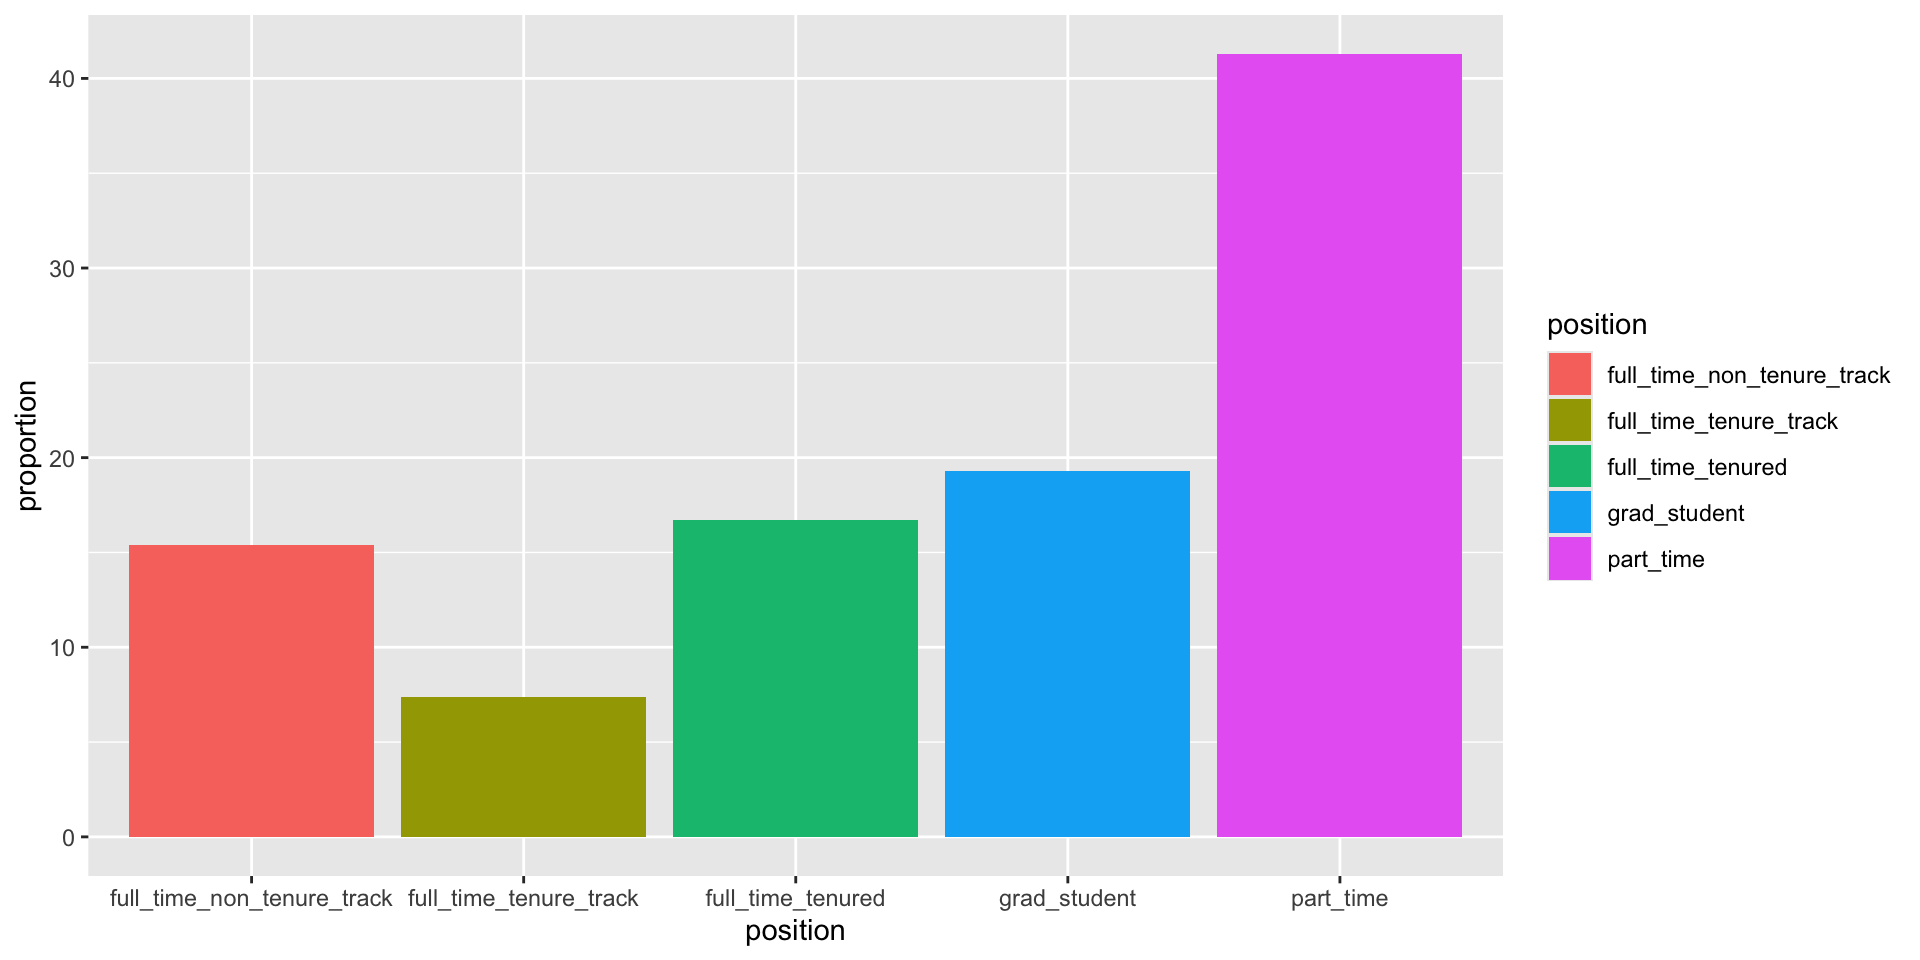 proportion
40
30
20
10
0
full_time_non_tenure_track full_time_tenure_track full_time_tenured grad_student part_time
position
position
full_time_non_tenure_track
full_time_tenure_track
full_time_tenured
grad_student
part_time